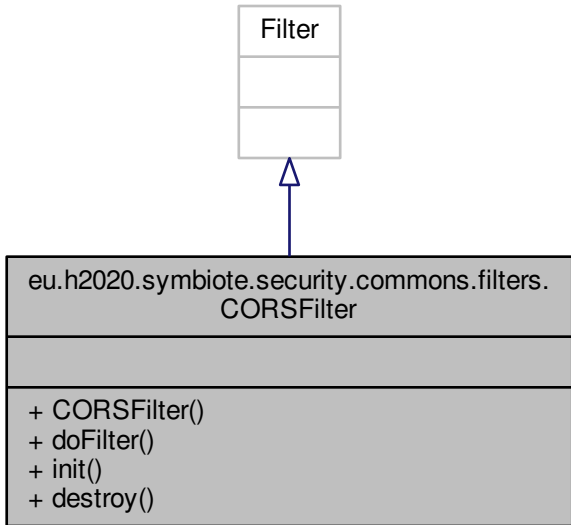 Filter
eu.h2020.symbiote.security.commons.filters.
CORSFilter
+ CORSFilter()
+ doFilter()
+ init()
+ destroy()